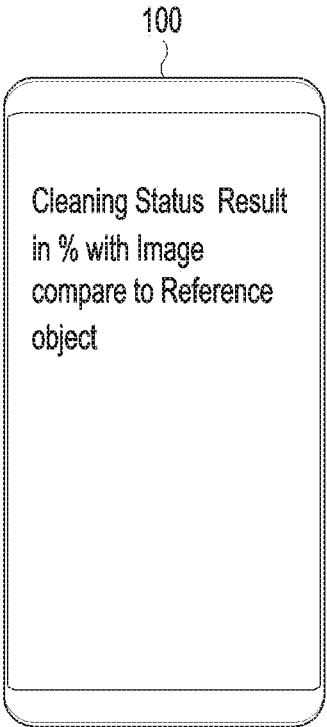 100
Cleaning Status Result
in % with Image
compare to Reference
object